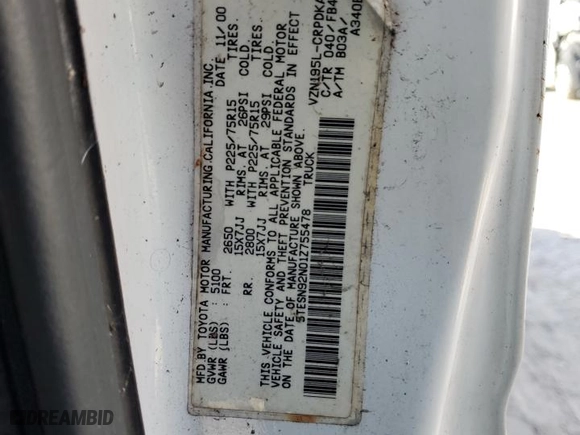 MFD BY TOYOTA MOTOR MANUFACTURING, CALIFORNIA, INC.
DATE 11/00
GVWR (LBS) : 5100
GAWR (LBS) : FRT. 2650 WITH P225/75R15 TIRES,
15X7JJ RIMS, AT 26PSI COLD.
RR. 2800 WITH P225/75R15 TIRES,
15X7JJ RIMS, AT 29PSI COLD.
THIS VEHICLE CONFORMS TO ALL APPLICABLE FEDERAL MOTOR
VEHICLE SAFETY AND THEFT PREVENTION STANDARDS IN EFFECT
ON THE DATE OF MANUFACTURE SHOWN ABOVE.
5TESN92N01Z755478 TRUCK
VZN195L-CRPDKA
C/TR 040/FB4
A/TM B03A/
A340
DREAMBID